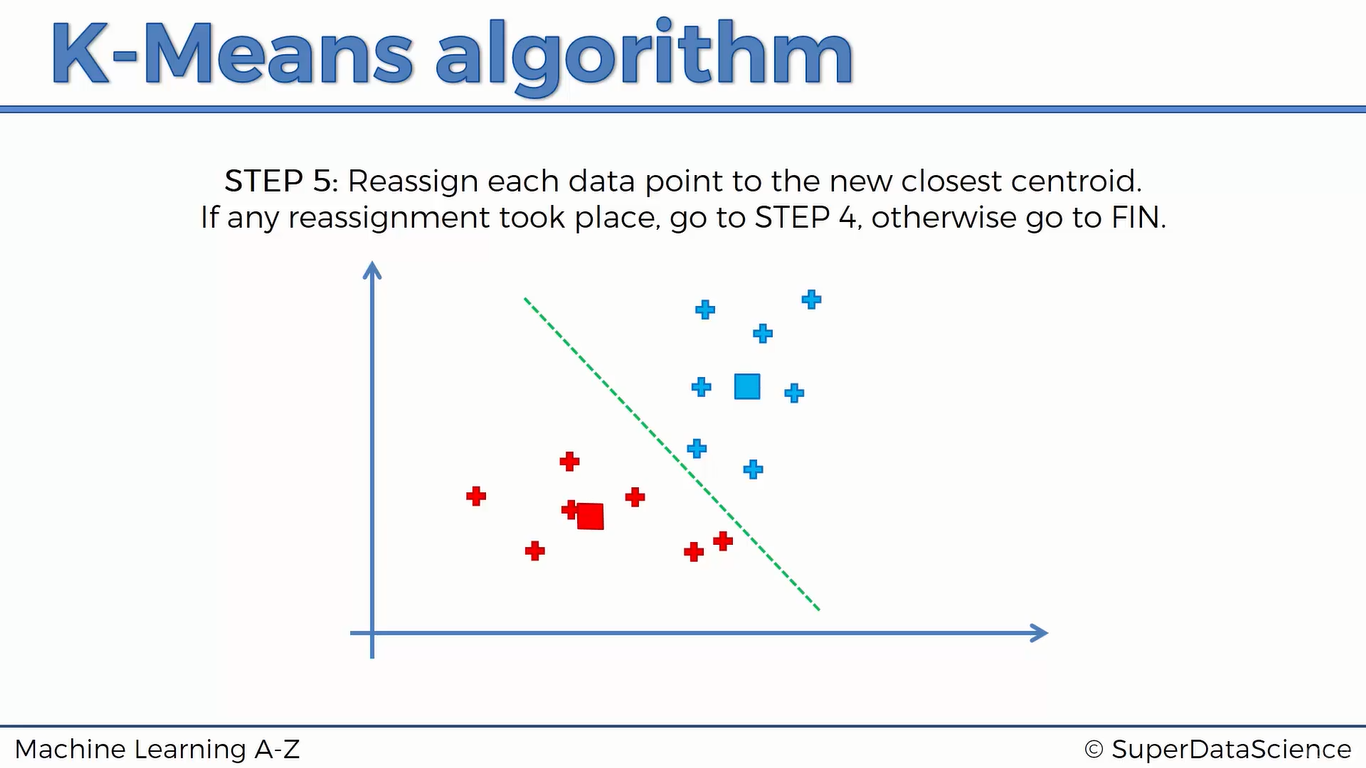 K-Means algorithm
STEP 5: Reassign each data point to the new closest centroid.
If any reassignment took place, go to STEP 4, otherwise go to FIN.
Machine Learning A-Z
© SuperDataScience